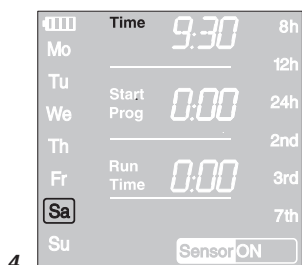 Time 9:30 8h
Mo
12h
Tu
Start Prog 0:00 24h
We
2nd
Th
Run Time 0:00 3rd
Fr
Sa
7th
Su
Sensor ON
4